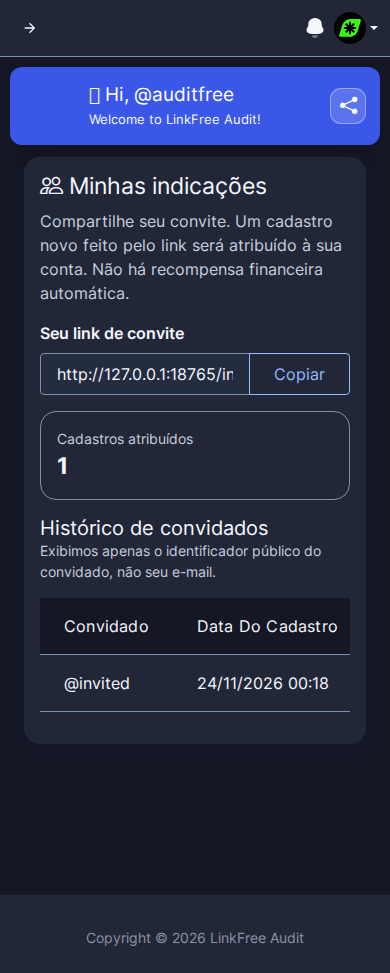 Hi, @auditfree
Welcome to LinkFree Audit!
Minhas indicações
Compartilhe seu convite. Um cadastro
novo feito pelo link será atribuído à sua
conta. Não há recompensa financeira
automática.
Seu link de convite
http://127.0.0.1:18765/in
Copiar
Cadastros atribuídos
1
Histórico de convidados
Exibimos apenas o identificador público do
convidado, não seu e-mail.
Convidado Data Do Cadastro
@invited 24/11/2026 00:18
Copyright © 2026 LinkFree Audit